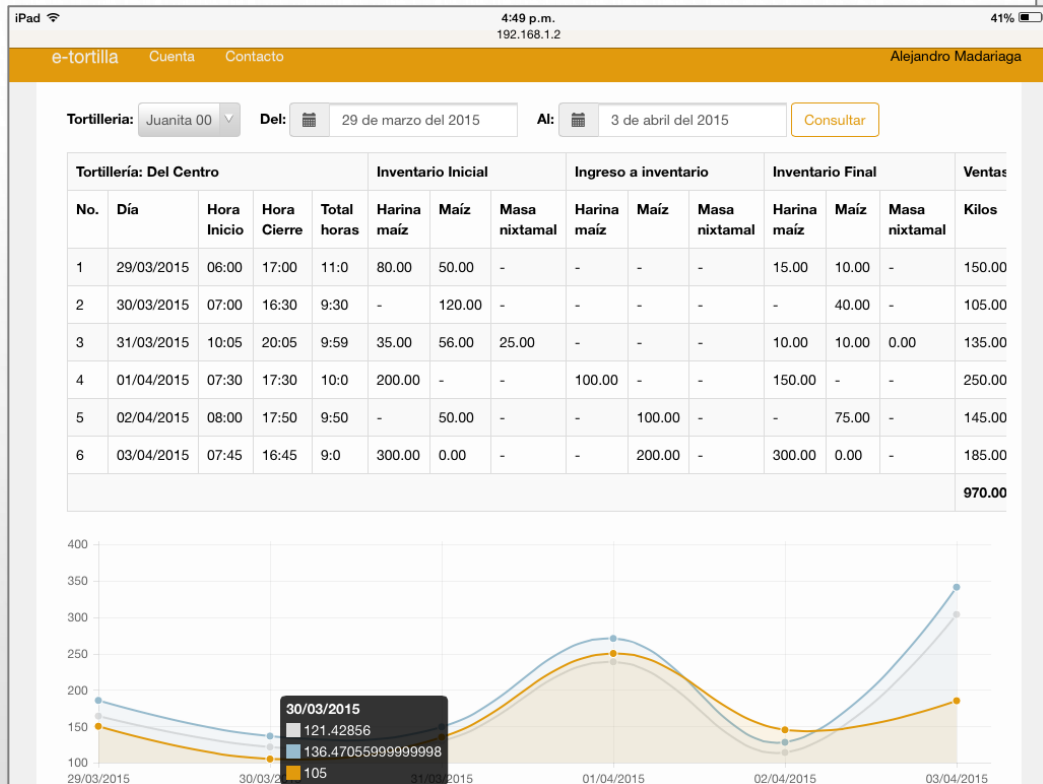 iPad 4:49 p.m. 41%
192.168.1.2
e-tortilla Cuenta Contacto Alejandro Madariaga
Tortilleria: Juanita 00 Del: 29 de marzo del 2015 Al: 3 de abril del 2015 Consultar
Tortillería: Del Centro Inventario Inicial Ingreso a inventario Inventario Final Ventas
No. Día Hora Inicio Hora Cierre Total horas Harina maíz Maíz Masa nixtamal Harina maíz Maíz Masa nixtamal Harina maíz Maíz Masa nixtamal Kilos
1 29/03/2015 06:00 17:00 11:0 80.00 50.00 - - - - 15.00 10.00 - 150.00
2 30/03/2015 07:00 16:30 9:30 - 120.00 - - - - - 40.00 - 105.00
3 31/03/2015 10:05 20:05 9:59 35.00 56.00 25.00 - - - 10.00 10.00 0.00 135.00
4 01/04/2015 07:30 17:30 10:0 200.00 - - 100.00 - - 150.00 - - 250.00
5 02/04/2015 08:00 17:50 9:50 - 50.00 - - 100.00 - - 75.00 - 145.00
6 03/04/2015 07:45 16:45 9:0 300.00 0.00 - - 200.00 - 300.00 0.00 - 185.00
970.00
400
350
300
250
200
150
100
30/03/2015
121.42856
136.47055999999998
105
29/03/2015 30/03/2 31/03/2015 01/04/2015 02/04/2015 03/04/2015